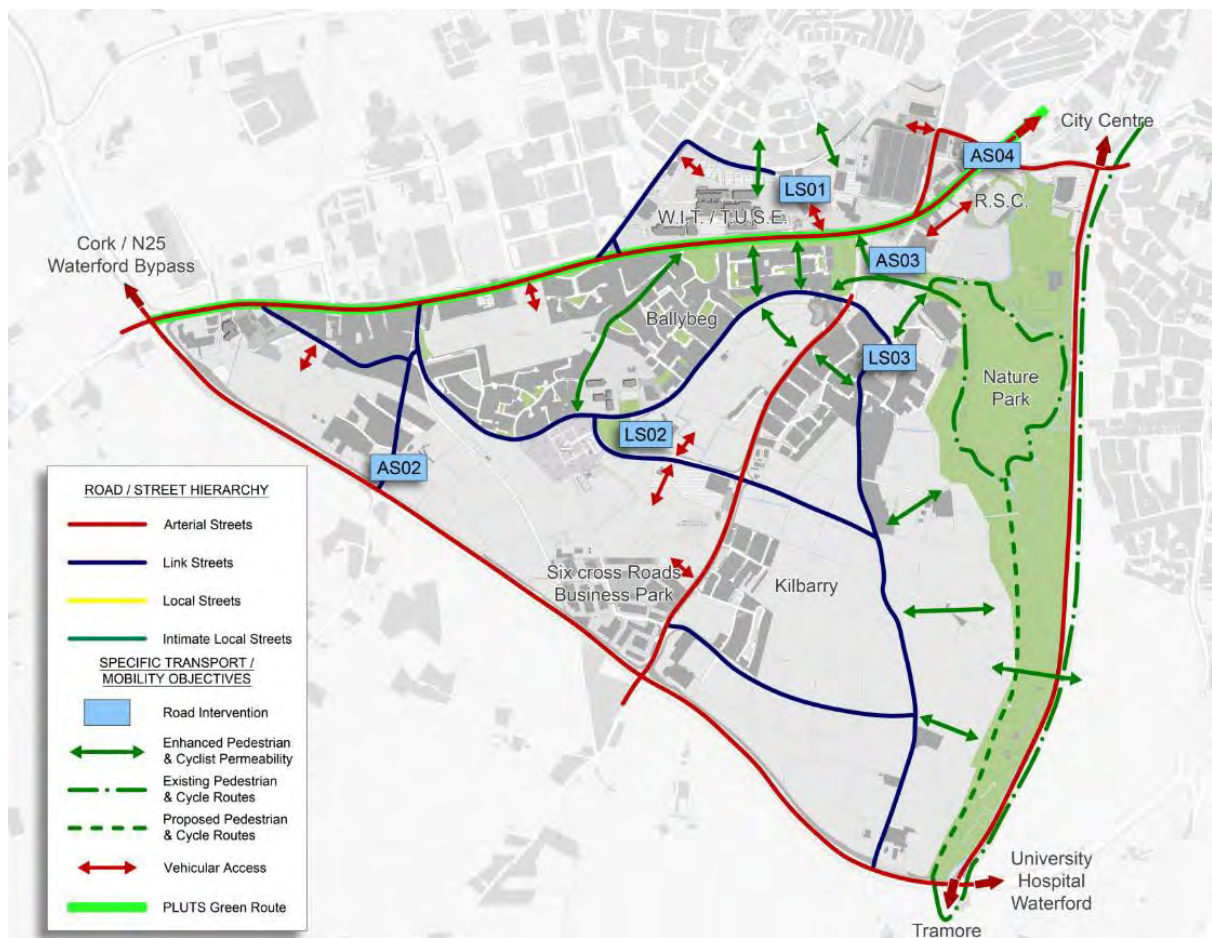 City Centre
AS04
LS01
W.I.T. / T.U.S.E.
R.S.C.
Cork / N25
Waterford Bypass
AS03
Ballybeg
LS03
Nature
Park
LS02
AS02
Six cross Roads
Business Park
Kilbarry
University
Hospital
Waterford
Tramore
ROAD / STREET HIERARCHY
Arterial Streets
Link Streets
Local Streets
Intimate Local Streets
SPECIFIC TRANSPORT /
MOBILITY OBJECTIVES
Road Intervention
Enhanced Pedestrian
& Cyclist Permeability
Existing Pedestrian
& Cycle Routes
Proposed Pedestrian
& Cycle Routes
Vehicular Access
PLUTS Green Route